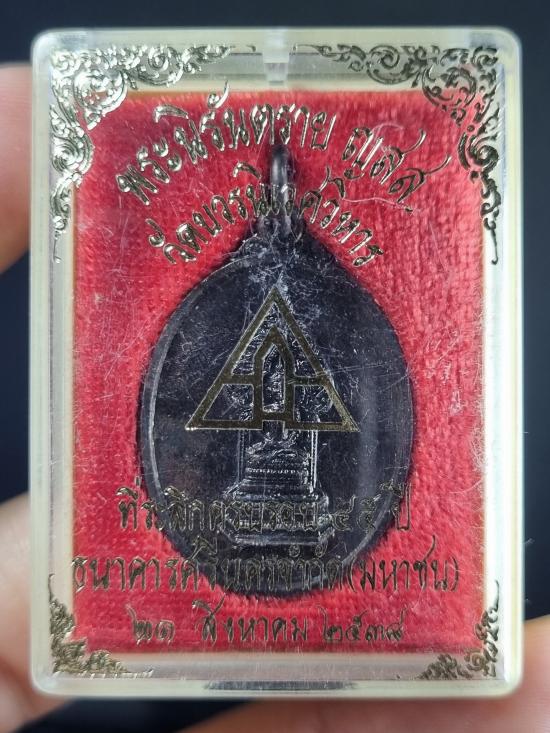 พระนิรันตราย ญสส
วัดบวรนิเวศวิหาร
ที่ระลึกครบรอบ ๔๕ ปี
ธนาคารศรีนครจำกัด(มหาชน)
๒๑ สิงหาคม ๒๕๓๘